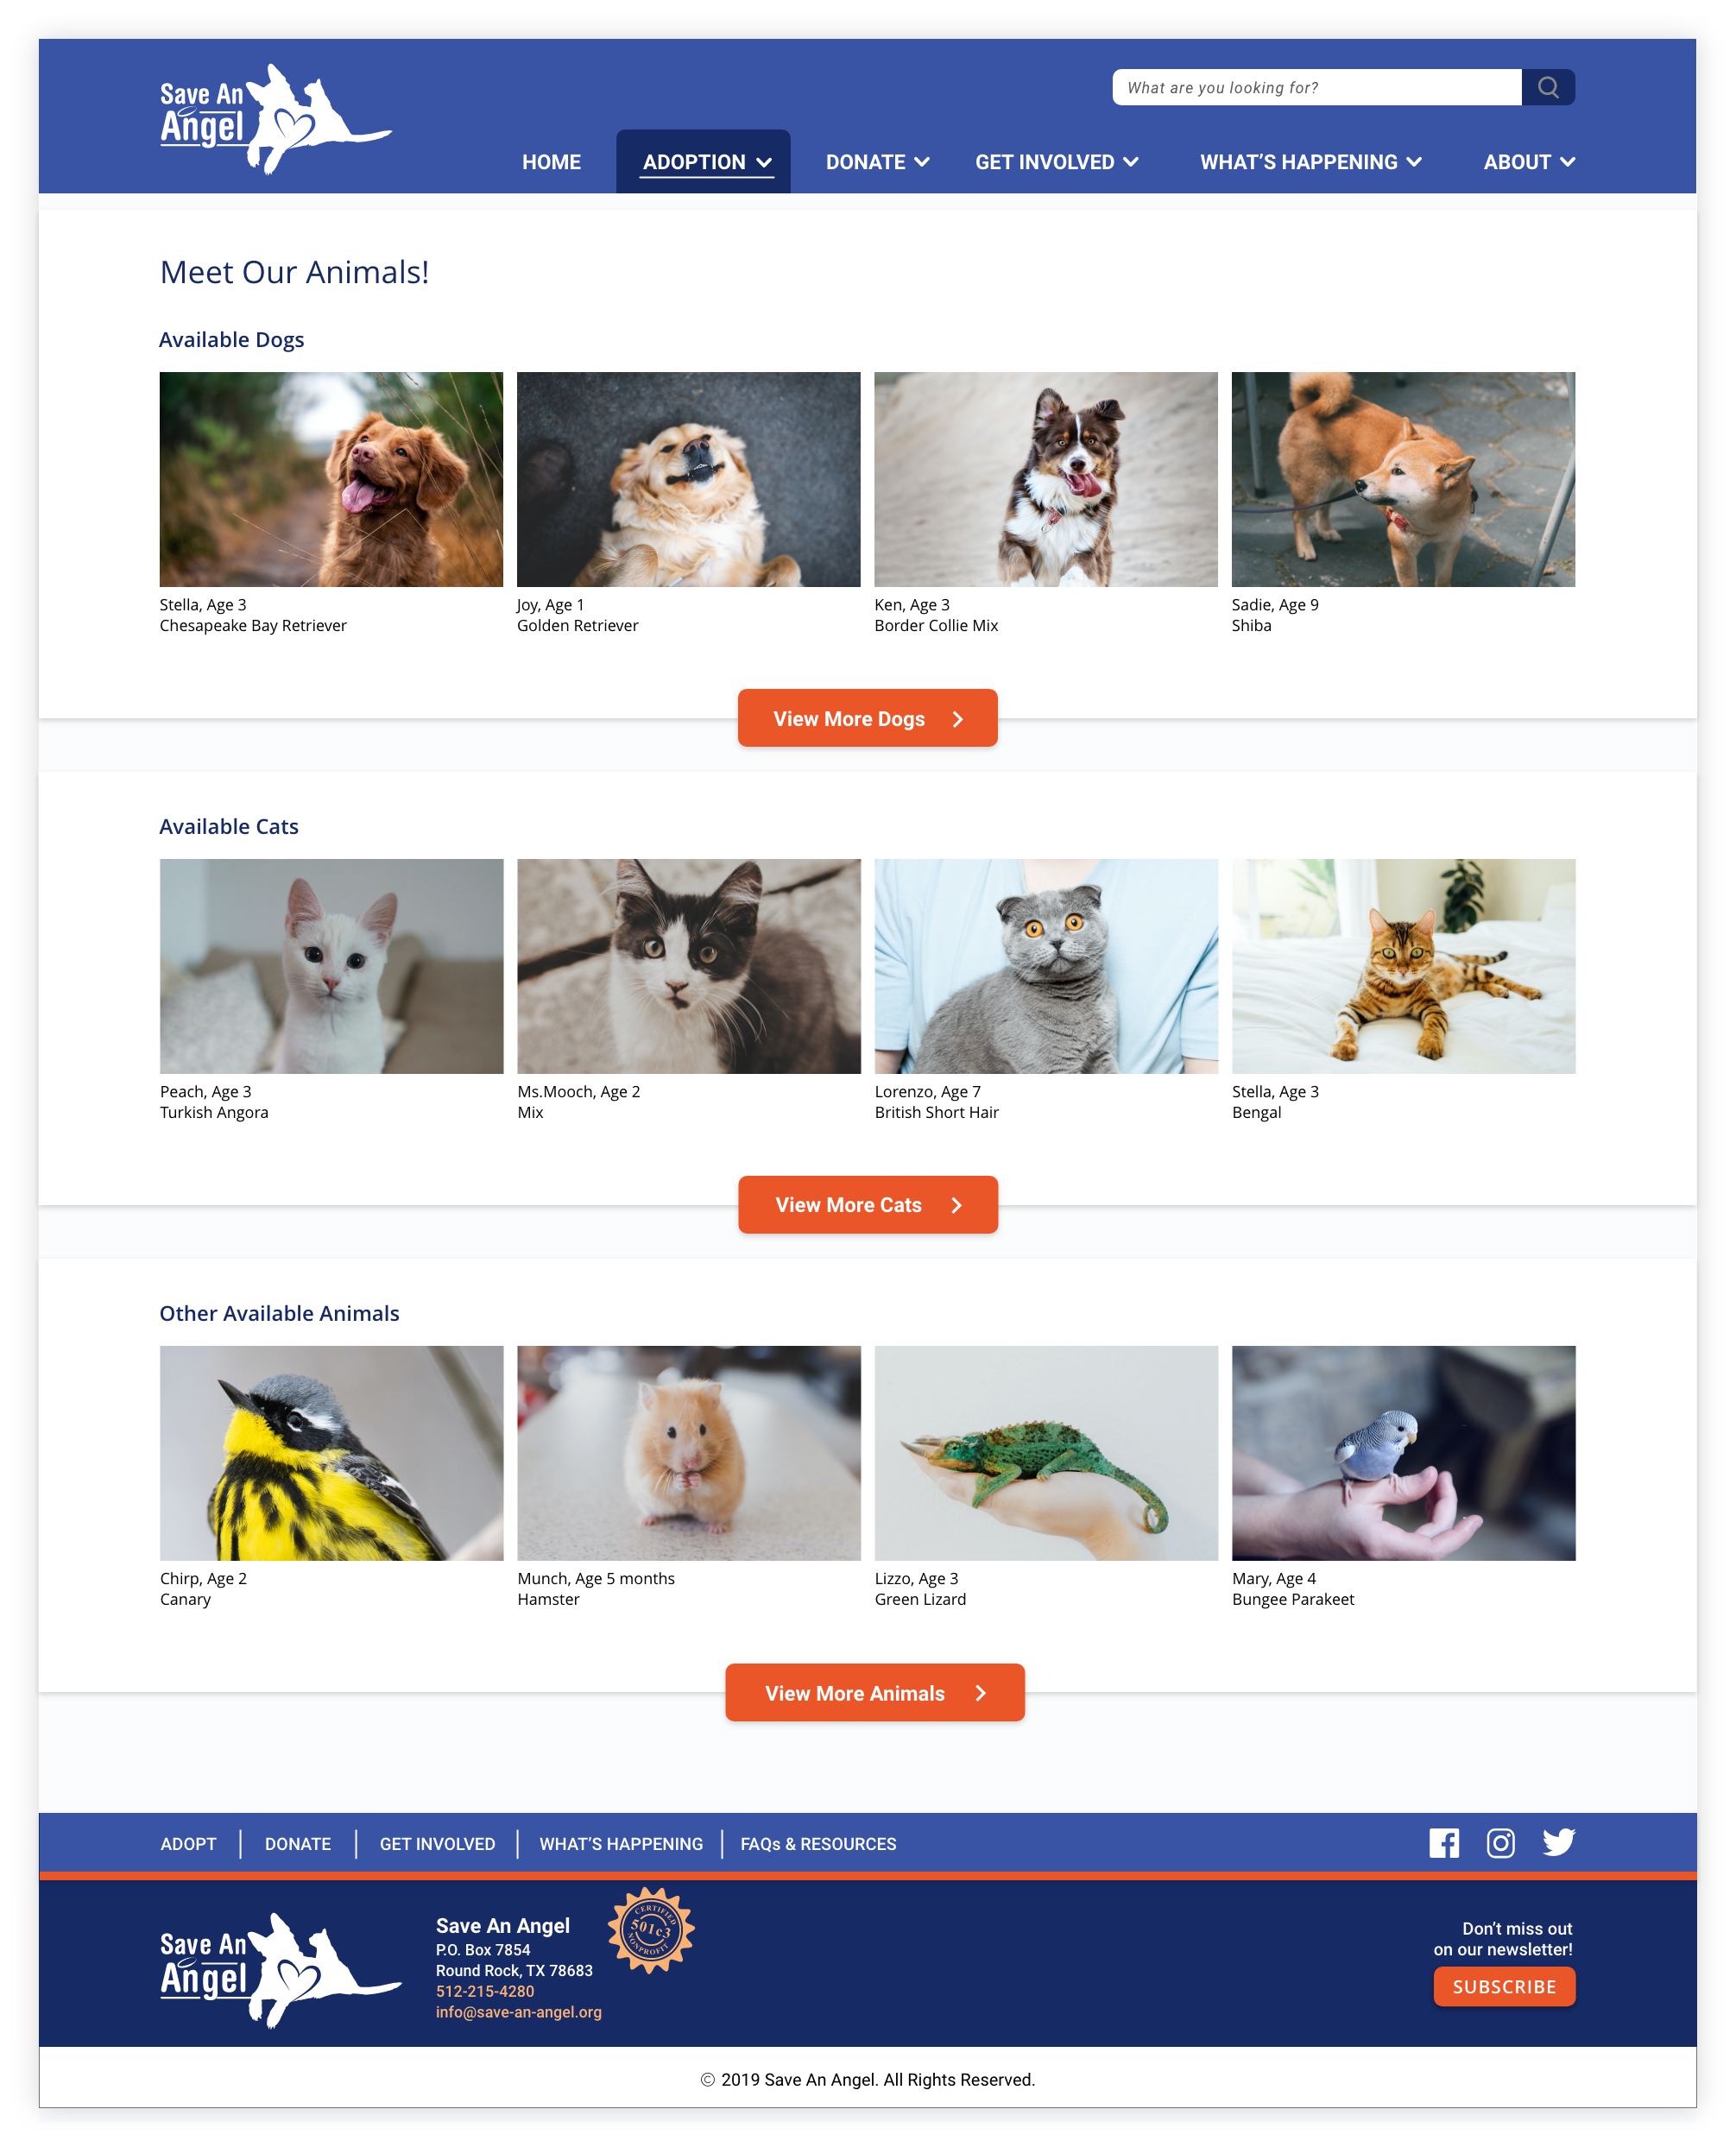 Save An
Angel
What are you looking for?
HOME
ADOPTION
DONATE
GET INVOLVED
WHAT'S HAPPENING
ABOUT
Meet Our Animals!
Available Dogs
Stella, Age 3
Chesapeake Bay Retriever
Joy, Age 1
Golden Retriever
Ken, Age 3
Border Collie Mix
Sadie, Age 9
Shiba
View More Dogs
Available Cats
Peach, Age 3
Turkish Angora
Ms.Mooch, Age 2
Mix
Lorenzo, Age 7
British Short Hair
Stella, Age 3
Bengal
View More Cats
Other Available Animals
Chirp, Age 2
Canary
Munch, Age 5 months
Hamster
Lizzo, Age 3
Green Lizard
Mary, Age 4
Bungee Parakeet
View More Animals
ADOPT
DONATE
GET INVOLVED
WHAT'S HAPPENING
FAQs & RESOURCES
Save An
Angel
Save An Angel
P.O. Box 7854
Round Rock, TX 78683
512-215-4280
info@save-an-angel.org
CERTIFIED
501c3
NONPROFIT
Don't miss out
on our newsletter!
SUBSCRIBE
© 2019 Save An Angel. All Rights Reserved.